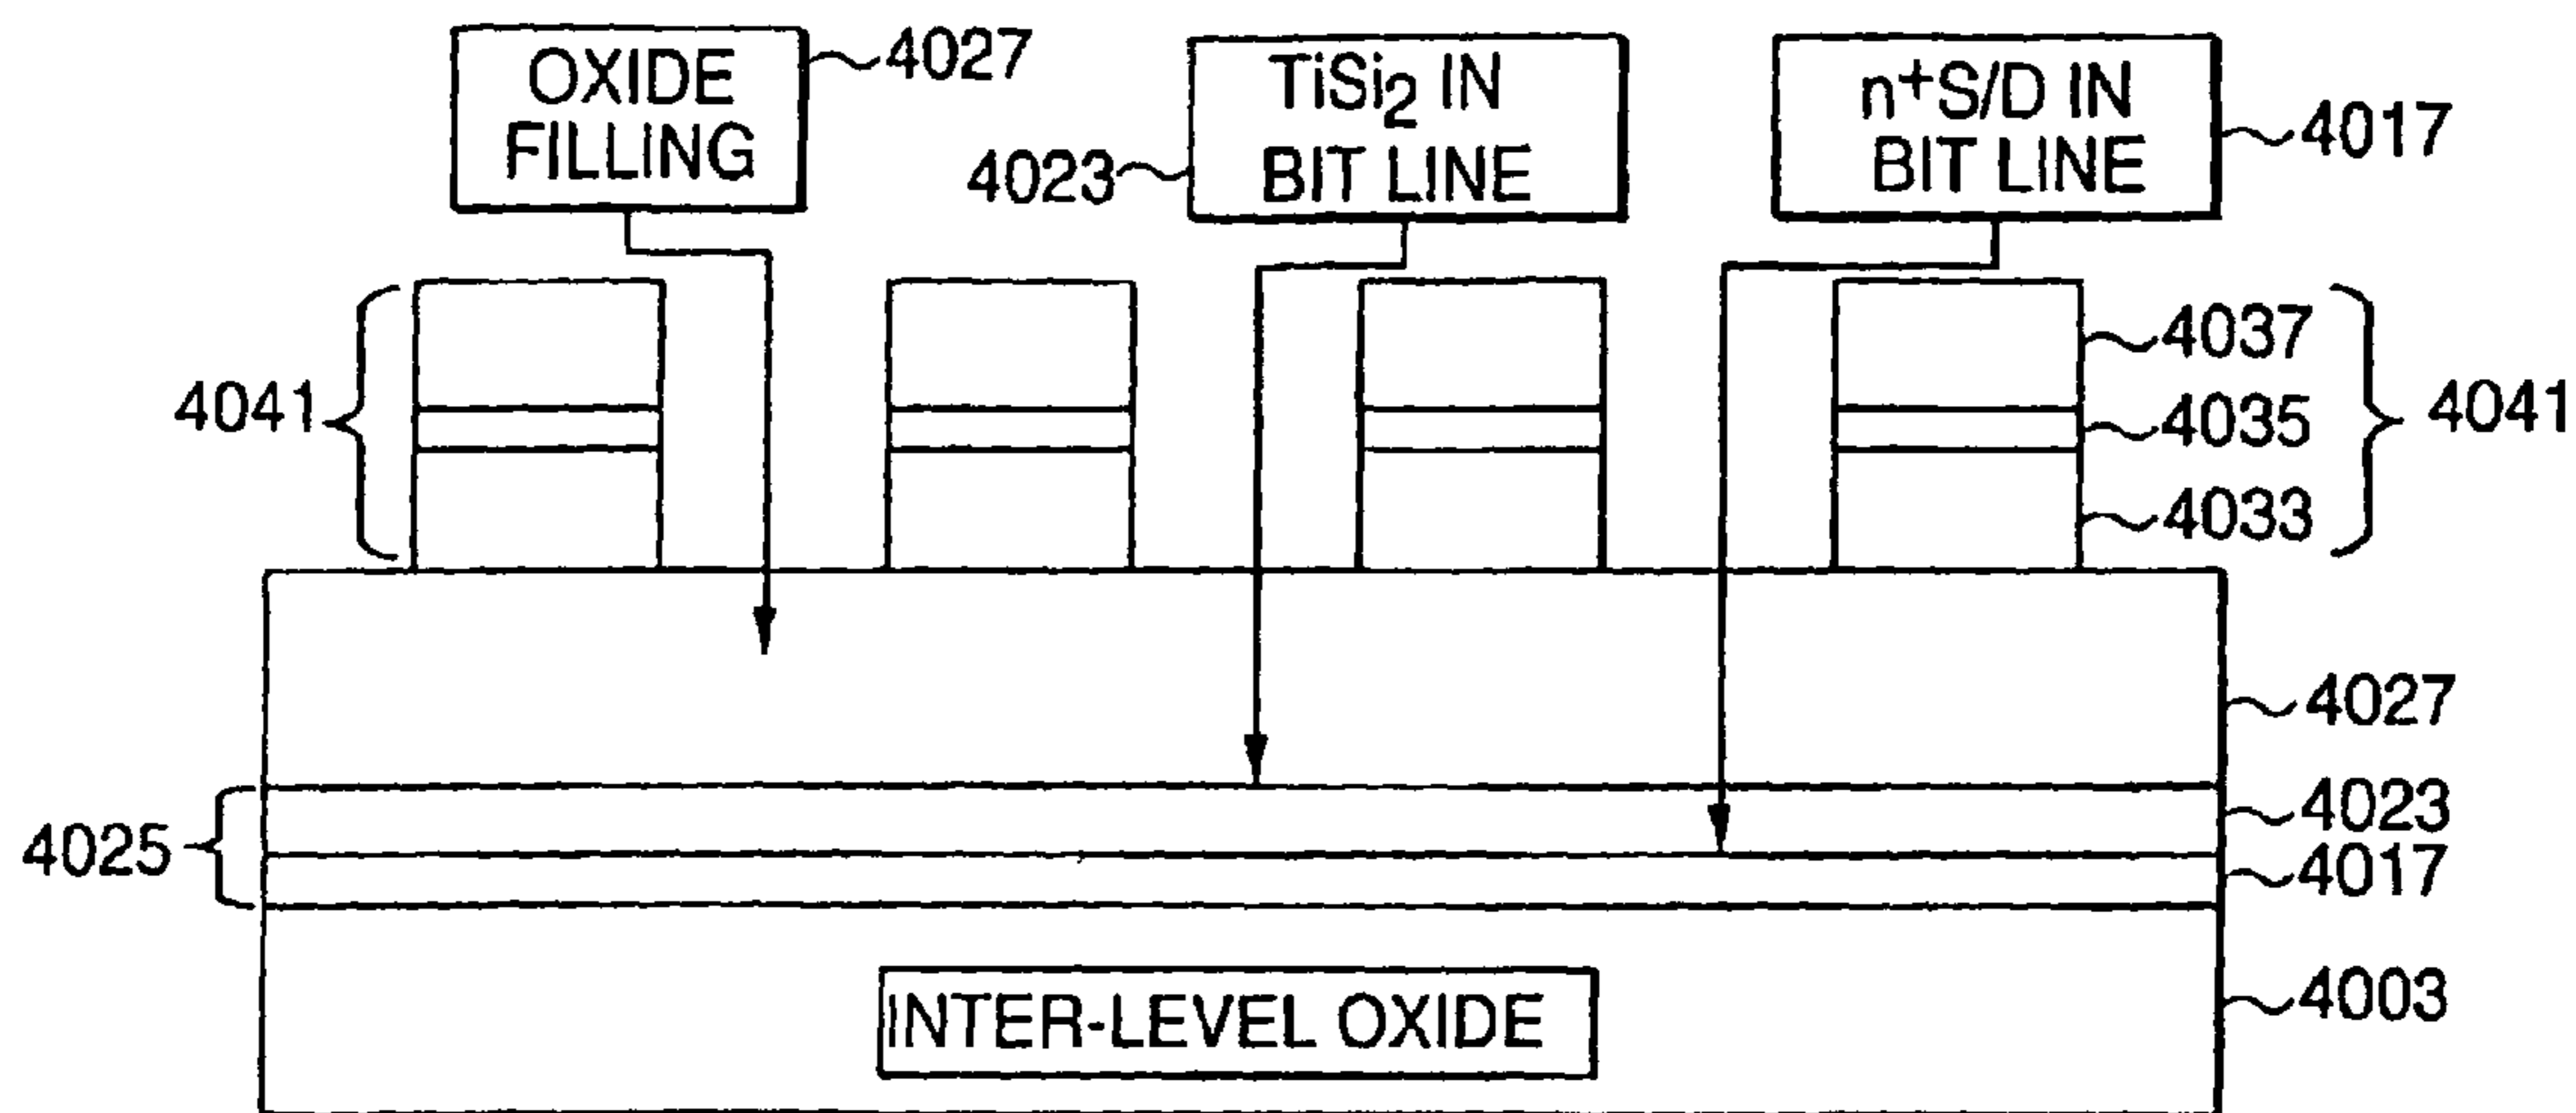 OXIDE
FILLING
4027
TiSi2 IN
BIT LINE
4023
n+S/D IN
BIT LINE
4017
4041
4037
4035
4033
4041
4027
4025
4023
4017
INTER-LEVEL OXIDE
4003